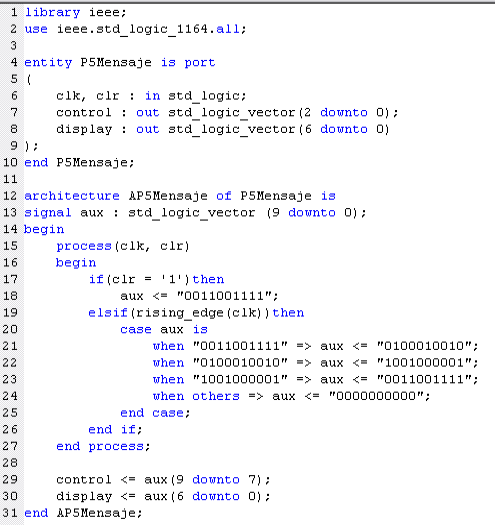 1 library ieee;
2 use ieee.std_logic_1164.all;
3
4 entity P5Mensaje is port
5 (
6     clk, clr : in std_logic;
7     control : out std_logic_vector(2 downto 0);
8     display : out std_logic_vector(6 downto 0)
9 );
10 end P5Mensaje;
11
12 architecture AP5Mensaje of P5Mensaje is
13 signal aux : std_logic_vector (9 downto 0);
14 begin
15     process(clk, clr)
16     begin
17         if(clr = '1')then
18             aux <= "0011001111";
19         elsif(rising_edge(clk))then
20             case aux is
21                 when "0011001111" => aux <= "0100010010";
22                 when "0100010010" => aux <= "1001000001";
23                 when "1001000001" => aux <= "0011001111";
24                 when others => aux <= "0000000000";
25             end case;
26         end if;
27     end process;
28
29     control <= aux(9 downto 7);
30     display <= aux(6 downto 0);
31 end AP5Mensaje;